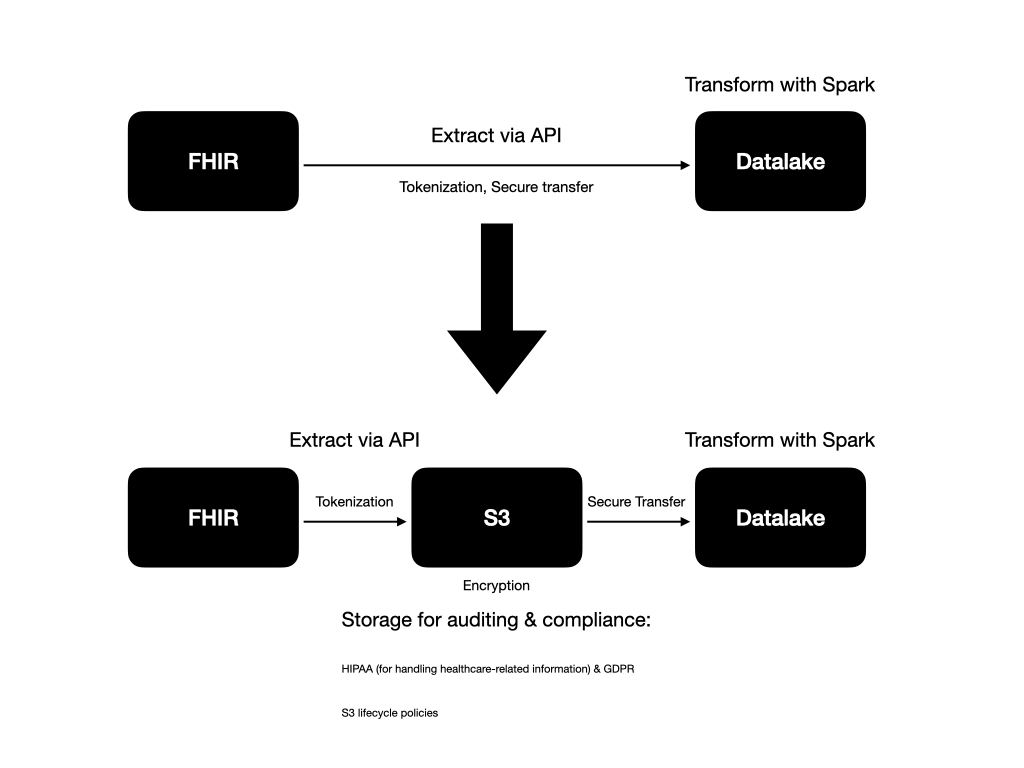 Transform with Spark
FHIR
Extract via API
Tokenization, Secure transfer
Datalake
Extract via API
Transform with Spark
FHIR
Tokenization
S3
Secure Transfer
Datalake
Encryption
Storage for auditing & compliance:
HIPAA (for handling healthcare-related information) & GDPR
S3 lifecycle policies